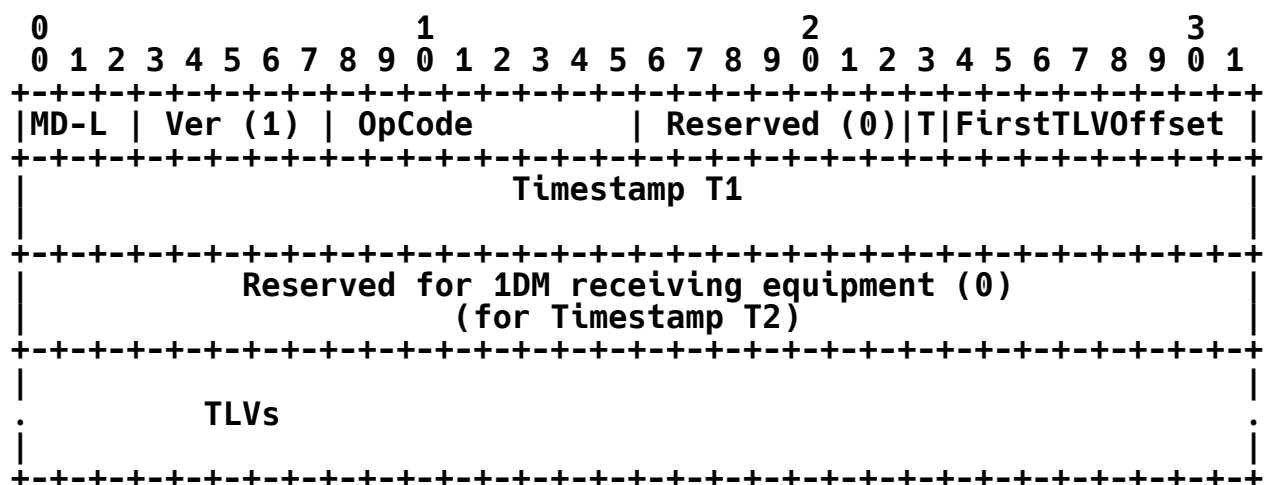 0                   1                   2                   3
 0 1 2 3 4 5 6 7 8 9 0 1 2 3 4 5 6 7 8 9 0 1 2 3 4 5 6 7 8 9 0 1
+-+-+-+-+-+-+-+-+-+-+-+-+-+-+-+-+-+-+-+-+-+-+-+-+-+-+-+-+-+-+-+-+
|MD-L | Ver (1) | OpCode        | Reserved (0)|T|FirstTLVOffset |
+-+-+-+-+-+-+-+-+-+-+-+-+-+-+-+-+-+-+-+-+-+-+-+-+-+-+-+-+-+-+-+-+
|                         Timestamp T1                          |
|                                                               |
+-+-+-+-+-+-+-+-+-+-+-+-+-+-+-+-+-+-+-+-+-+-+-+-+-+-+-+-+-+-+-+-+
|           Reserved for 1DM receiving equipment (0)            |
|                      (for Timestamp T2)                       |
+-+-+-+-+-+-+-+-+-+-+-+-+-+-+-+-+-+-+-+-+-+-+-+-+-+-+-+-+-+-+-+-+
|                                                               |
.         TLVs                                                  .
|                                                               |
+-+-+-+-+-+-+-+-+-+-+-+-+-+-+-+-+-+-+-+-+-+-+-+-+-+-+-+-+-+-+-+-+